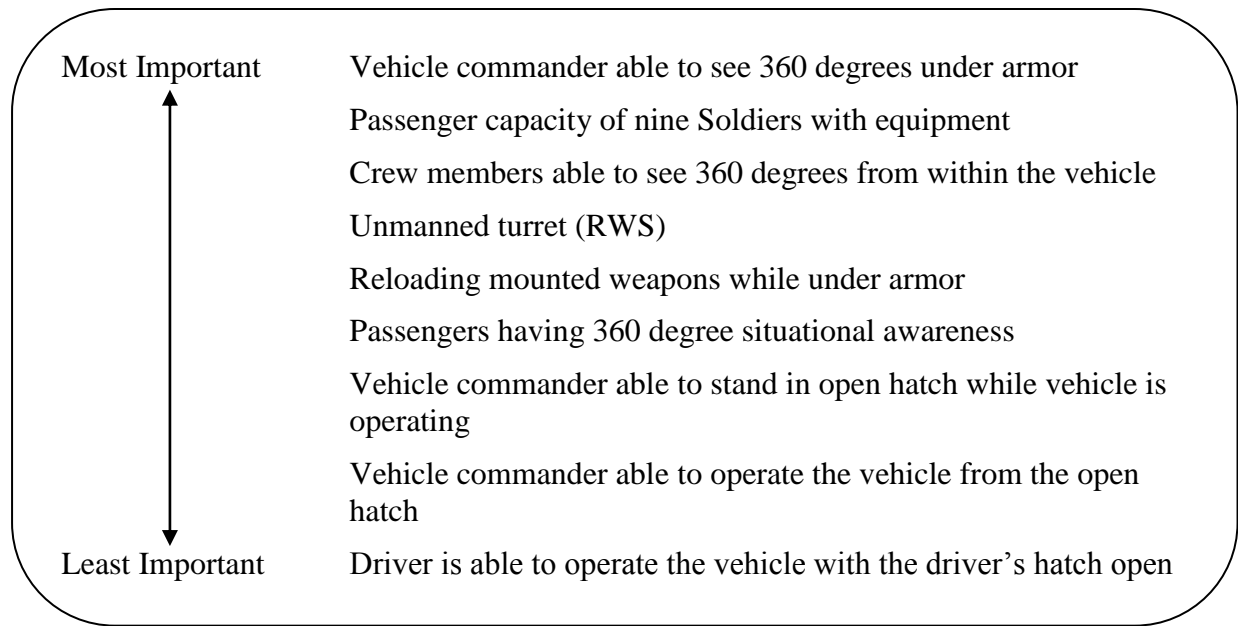 Most Important Vehicle commander able to see 360 degrees under armor
Passenger capacity of nine Soldiers with equipment
Crew members able to see 360 degrees from within the vehicle
Unmanned turret (RWS)
Reloading mounted weapons while under armor
Passengers having 360 degree situational awareness
Vehicle commander able to stand in open hatch while vehicle is
operating
Vehicle commander able to operate the vehicle from the open
hatch
Least Important Driver is able to operate the vehicle with the driver’s hatch open